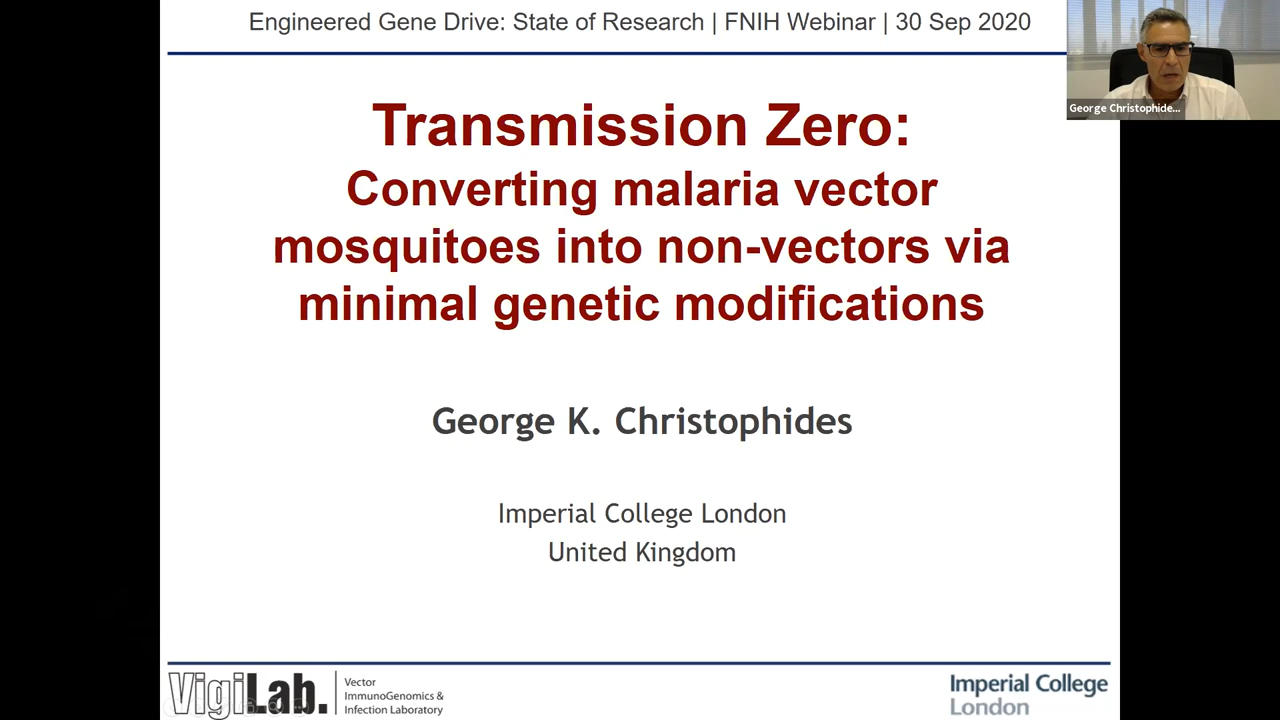 Engineered Gene Drive: State of Research | FNIH Webinar | 30 Sep 2020
George Christophide...
Transmission Zero:
Converting malaria vector
mosquitoes into non-vectors via
minimal genetic modifications
George K. Christophides
Imperial College London
United Kingdom
VigiLab.
Vector
ImmunoGenomics &
Infection Laboratory
Imperial College
London